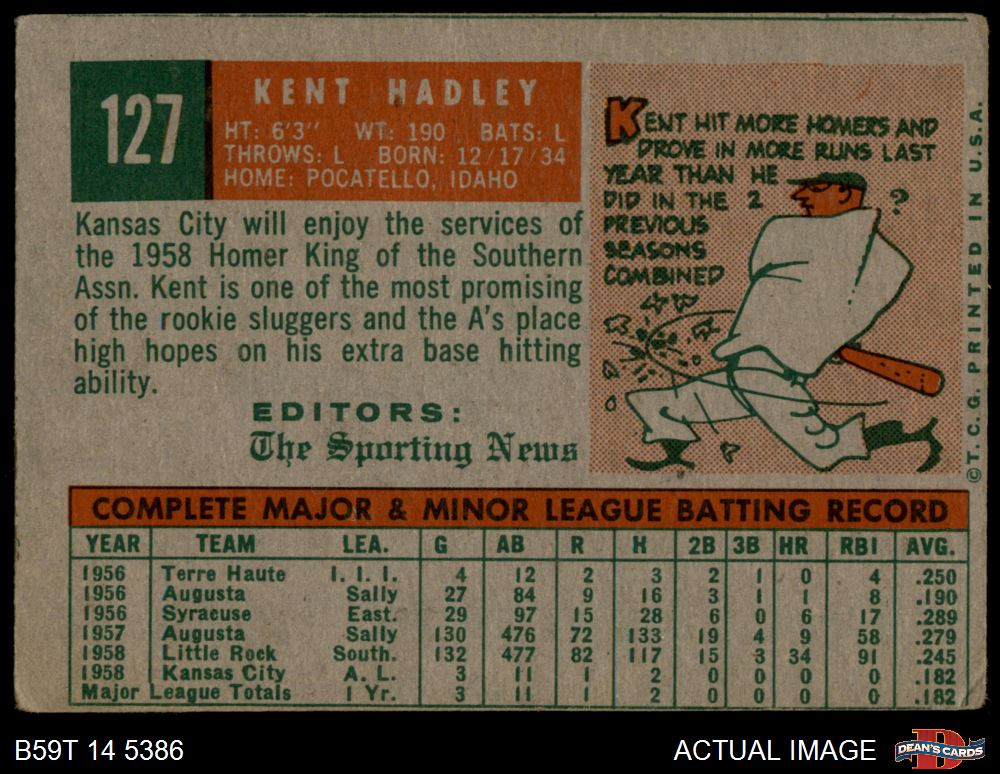 127
KENT HADLEY
HT: 6'3" WT: 190 BATS: L
THROWS: L BORN: 12/17/34
HOME: POCATELLO, IDAHO
Kansas City will enjoy the services of
the 1958 Homer King of the Southern
Assn. Kent is one of the most promising
of the rookie sluggers and the A's place
high hopes on his extra base hitting
ability.
EDITORS:
The Sporting News
KENT HIT MORE HOMERS AND
DROVE IN MORE RUNS LAST
YEAR THAN HE
DID IN THE 2
PREVIOUS
SEASONS
COMBINED
?
© T. C. G. PRINTED IN U.S.A.
COMPLETE MAJOR & MINOR LEAGUE BATTING RECORD
YEAR TEAM LEA. G AB R H 2B 3B HR RBI AVG.
1956 Terre Haute I. I. I. 4 12 2 3 2 1 0 4 .250
1956 Augusta Sally 27 84 9 16 3 1 1 8 .190
1956 Syracuse East. 29 97 15 28 6 0 6 17 .289
1957 Augusta Sally 130 476 72 133 19 4 9 58 .279
1958 Little Rock South. 132 477 82 117 15 3 34 91 .245
1958 Kansas City A. L. 3 11 1 2 0 0 0 0 .182
Major League Totals 1 Yr. 3 11 1 2 0 0 0 0 .182
B59T 14 5386
ACTUAL IMAGE
D
DEAN'S CARDS